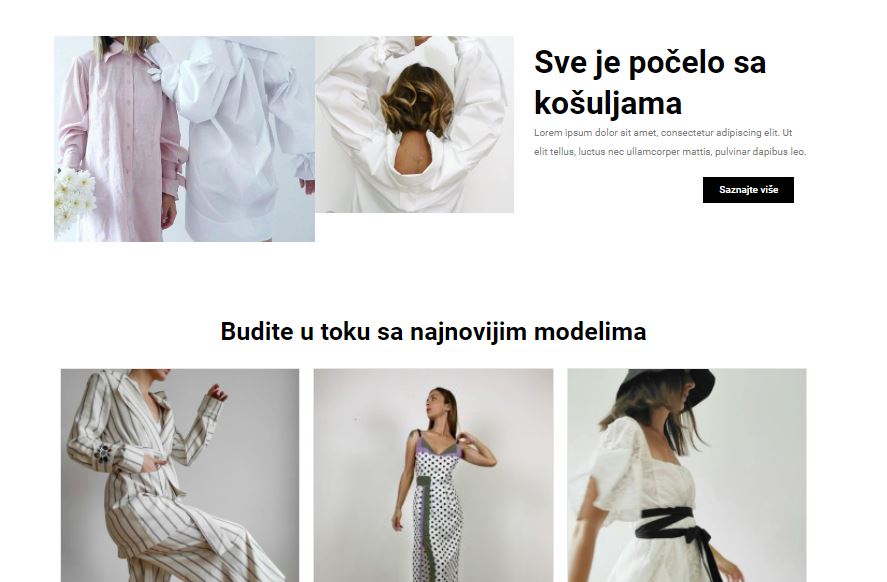 Sve je počelo sa
košuljama
Lorem ipsum dolor sit amet, consectetur adipiscing elit. Ut
elit tellus, luctus nec ullamcorper mattis, pulvinar dapibus leo.
Saznajte više
Budite u toku sa najnovijim modelima